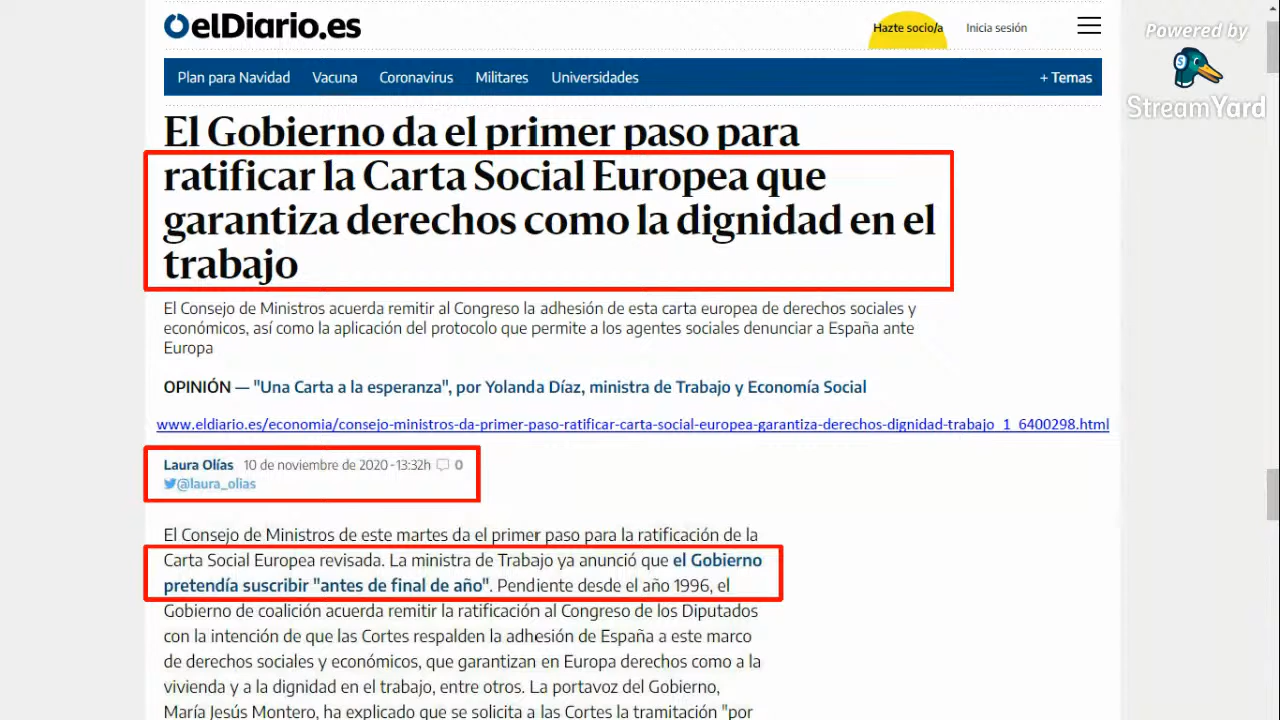 elDiario.es
Hazte socio/a
Inicia sesión
Powered by
StreamYard
Plan para Navidad
Vacuna
Coronavirus
Militares
Universidades
+ Temas
El Gobierno da el primer paso para
ratificar la Carta Social Europea que
garantiza derechos como la dignidad en el
trabajo
El Consejo de Ministros acuerda remitir al Congreso la adhesión de esta carta europea de derechos sociales y
económicos, así como la aplicación del protocolo que permite a los agentes sociales denunciar a España ante
Europa
OPINIÓN — "Una Carta a la esperanza", por Yolanda Díaz, ministra de Trabajo y Economía Social
www.eldiario.es/economia/consejo-ministros-da-primer-paso-ratificar-carta-social-europea-garantiza-derechos-dignidad-trabajo_1_6400298.html
Laura Olías 10 de noviembre de 2020 - 13:32h 0
@laura_olias
El Consejo de Ministros de este martes da el primer paso para la ratificación de la
Carta Social Europea revisada. La ministra de Trabajo ya anunció que el Gobierno
pretendía suscribir "antes de final de año". Pendiente desde el año 1996, el
Gobierno de coalición acuerda remitir la ratificación al Congreso de los Diputados
con la intención de que las Cortes respalden la adhesión de España a este marco
de derechos sociales y económicos, que garantizan en Europa derechos como a la
vivienda y a la dignidad en el trabajo, entre otros. La portavoz del Gobierno,
María Jesús Montero, ha explicado que se solicita a las Cortes la tramitación "por